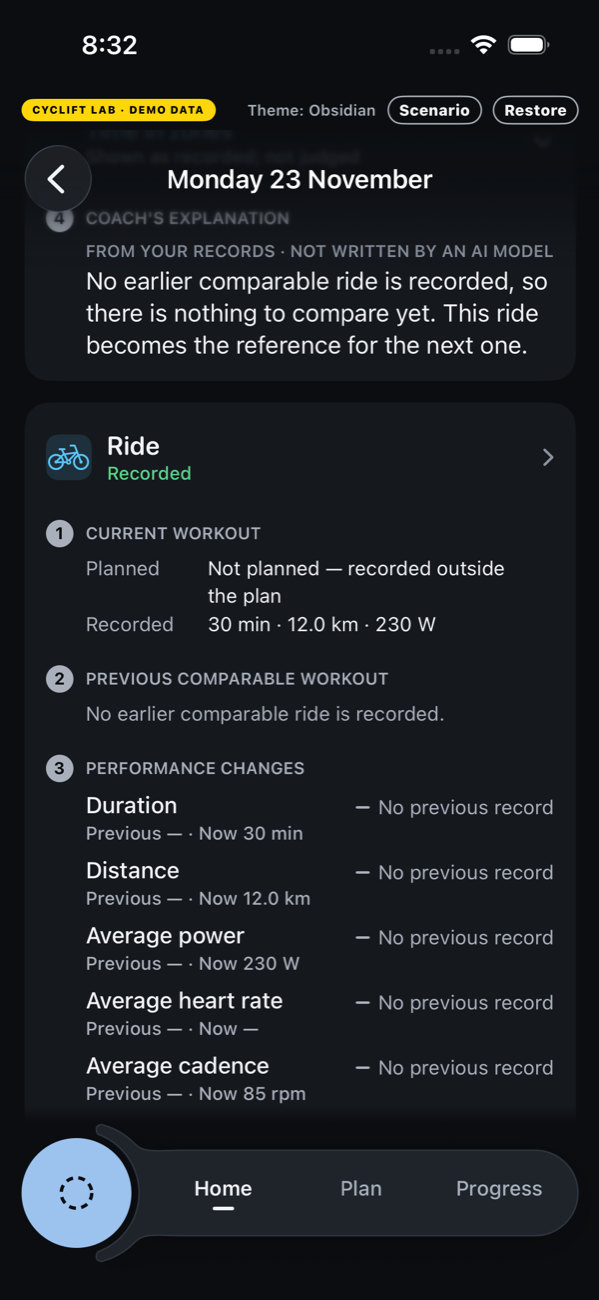 8:32
CYCLIFT LAB · DEMO DATA
Theme: Obsidian
Scenario
Restore
Shown as recorded, not judged
Monday 23 November
4 COACH'S EXPLANATION
FROM YOUR RECORDS · NOT WRITTEN BY AN AI MODEL
No earlier comparable ride is recorded, so
there is nothing to compare yet. This ride
becomes the reference for the next one.
Ride
Recorded
1 CURRENT WORKOUT
Planned Not planned — recorded outside
the plan
Recorded 30 min · 12.0 km · 230 W
2 PREVIOUS COMPARABLE WORKOUT
No earlier comparable ride is recorded.
3 PERFORMANCE CHANGES
Duration — No previous record
Previous — · Now 30 min
Distance — No previous record
Previous — · Now 12.0 km
Average power — No previous record
Previous — · Now 230 W
Average heart rate — No previous record
Previous — · Now —
Average cadence — No previous record
Previous — · Now 85 rpm
Home
Plan
Progress